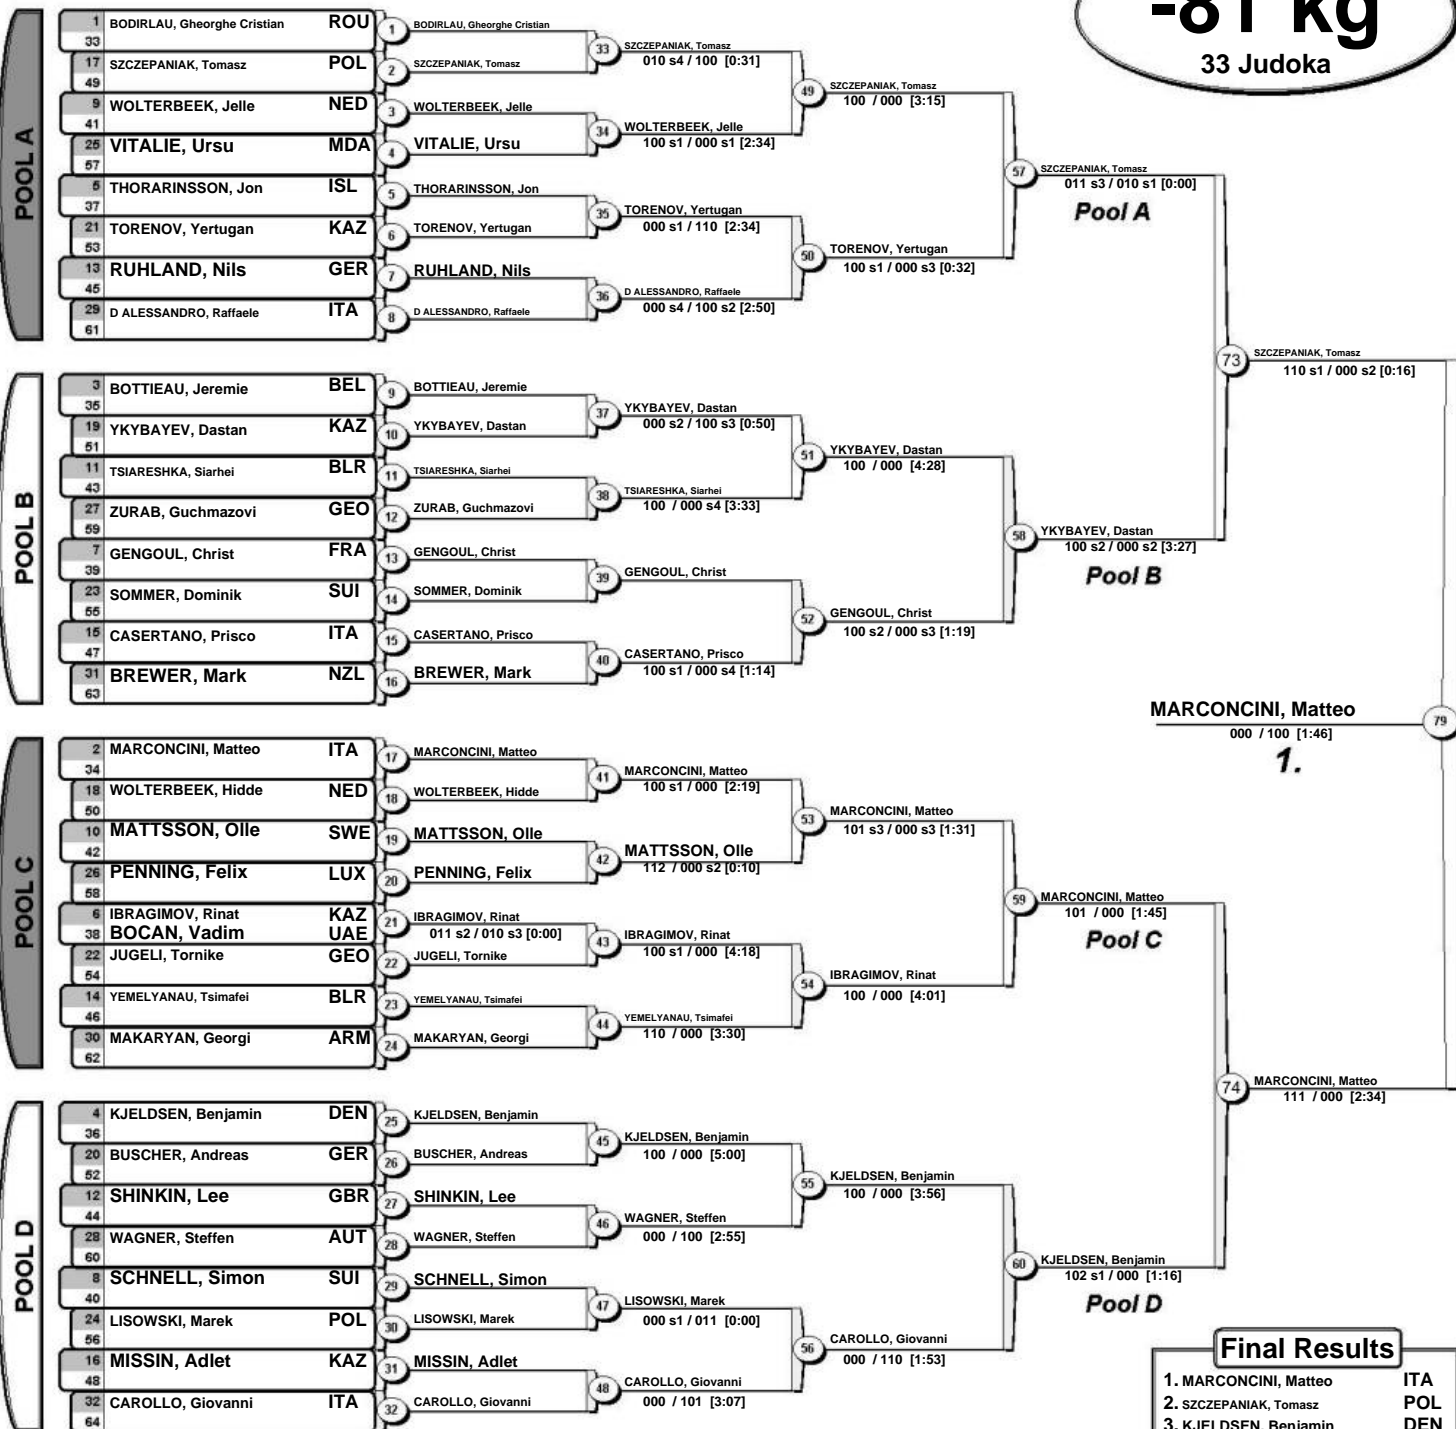 -81 kg
33 Judoka
POOL A
1 BODIRLAU, Gheorghe Cristian ROU
33
17 SZCZEPANIAK, Tomasz POL
49
9 WOLTERBEEK, Jelle NED
41
25 VITALIE, Ursu MDA
57
5 THORARINSSON, Jon ISL
37
21 TORENOV, Yertugan KAZ
53
13 RUHLAND, Nils GER
45
29 D ALESSANDRO, Raffaele ITA
61
1 BODIRLAU, Gheorghe Cristian
2 SZCZEPANIAK, Tomasz
3 WOLTERBEEK, Jelle
4 VITALIE, Ursu
5 THORARINSSON, Jon
6 TORENOV, Yertugan
7 RUHLAND, Nils
8 D ALESSANDRO, Raffaele
33 SZCZEPANIAK, Tomasz
010 s4 / 100 [0:31]
34 WOLTERBEEK, Jelle
100 s1 / 000 s1 [2:34]
35 TORENOV, Yertugan
000 s1 / 110 [2:34]
36 D ALESSANDRO, Raffaele
000 s4 / 100 s2 [2:50]
49 SZCZEPANIAK, Tomasz
100 / 000 [3:15]
50 TORENOV, Yertugan
100 s1 / 000 s3 [0:32]
57 SZCZEPANIAK, Tomasz
011 s3 / 010 s1 [0:00]
Pool A
POOL B
3 BOTTIEAU, Jeremie BEL
35
19 YKYBAYEV, Dastan KAZ
51
11 TSIARESHKA, Siarhei BLR
43
27 ZURAB, Guchmazovi GEO
59
7 GENGOUL, Christ FRA
39
23 SOMMER, Dominik SUI
55
15 CASERTANO, Prisco ITA
47
31 BREWER, Mark NZL
63
9 BOTTIEAU, Jeremie
10 YKYBAYEV, Dastan
11 TSIARESHKA, Siarhei
12 ZURAB, Guchmazovi
13 GENGOUL, Christ
14 SOMMER, Dominik
15 CASERTANO, Prisco
16 BREWER, Mark
37 YKYBAYEV, Dastan
000 s2 / 100 s3 [0:50]
38 TSIARESHKA, Siarhei
100 / 000 s4 [3:33]
39 GENGOUL, Christ
40 CASERTANO, Prisco
100 s1 / 000 s4 [1:14]
51 YKYBAYEV, Dastan
100 / 000 [4:28]
52 GENGOUL, Christ
100 s2 / 000 s3 [1:19]
58 YKYBAYEV, Dastan
100 s2 / 000 s2 [3:27]
Pool B
73 SZCZEPANIAK, Tomasz
110 s1 / 000 s2 [0:16]
MARCONCINI, Matteo 79
000 / 100 [1:46]
1.
POOL C
2 MARCONCINI, Matteo ITA
34
18 WOLTERBEEK, Hidde NED
50
10 MATTSSON, Olle SWE
42
26 PENNING, Felix LUX
58
6 IBRAGIMOV, Rinat KAZ
38 BOCAN, Vadim UAE
22 JUGELI, Tornike GEO
54
14 YEMELYANAU, Tsimafei BLR
46
30 MAKARYAN, Georgi ARM
62
17 MARCONCINI, Matteo
18 WOLTERBEEK, Hidde
19 MATTSSON, Olle
20 PENNING, Felix
21 IBRAGIMOV, Rinat
011 s2 / 010 s3 [0:00]
22 JUGELI, Tornike
23 YEMELYANAU, Tsimafei
24 MAKARYAN, Georgi
41 MARCONCINI, Matteo
100 s1 / 000 [2:19]
42 MATTSSON, Olle
112 / 000 s2 [0:10]
43 IBRAGIMOV, Rinat
100 s1 / 000 [4:18]
44 YEMELYANAU, Tsimafei
110 / 000 [3:30]
53 MARCONCINI, Matteo
101 s3 / 000 s3 [1:31]
54 IBRAGIMOV, Rinat
100 / 000 [4:01]
59 MARCONCINI, Matteo
101 / 000 [1:45]
Pool C
74 MARCONCINI, Matteo
111 / 000 [2:34]
POOL D
4 KJELDSEN, Benjamin DEN
36
20 BUSCHER, Andreas GER
52
12 SHINKIN, Lee GBR
44
28 WAGNER, Steffen AUT
60
8 SCHNELL, Simon SUI
40
24 LISOWSKI, Marek POL
56
16 MISSIN, Adlet KAZ
48
32 CAROLLO, Giovanni ITA
64
25 KJELDSEN, Benjamin
26 BUSCHER, Andreas
27 SHINKIN, Lee
28 WAGNER, Steffen
29 SCHNELL, Simon
30 LISOWSKI, Marek
31 MISSIN, Adlet
32 CAROLLO, Giovanni
45 KJELDSEN, Benjamin
100 / 000 [5:00]
46 WAGNER, Steffen
000 / 100 [2:55]
47 LISOWSKI, Marek
000 s1 / 011 [0:00]
48 CAROLLO, Giovanni
000 / 101 [3:07]
55 KJELDSEN, Benjamin
100 / 000 [3:56]
56 CAROLLO, Giovanni
000 / 110 [1:53]
60 KJELDSEN, Benjamin
102 s1 / 000 [1:16]
Pool D
Final Results
1. MARCONCINI, Matteo ITA
2. SZCZEPANIAK, Tomasz POL
3. KJELDSEN, Benjamin DEN